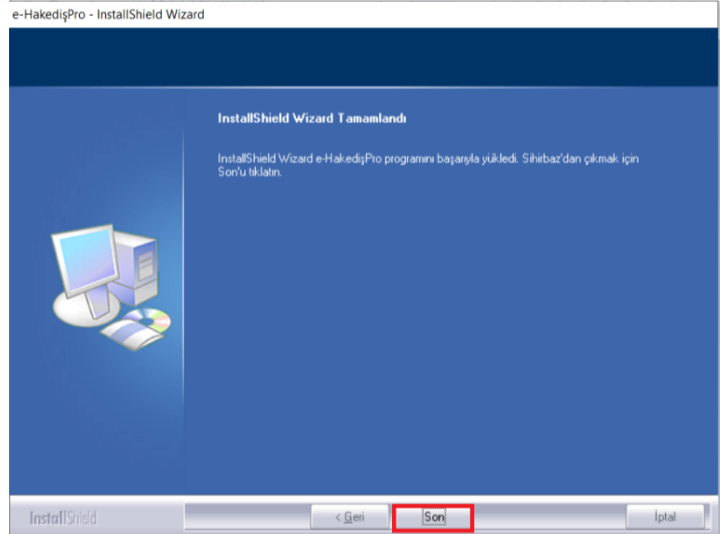 e-HakedişPro - InstallShield Wizard
InstallShield Wizard Tamamlandı
InstallShield Wizard e-HakedişPro programını başarıyla yükledi. Sihirbaz'dan çıkmak için
Son'u tıklatın.
InstallShield
< Geri
Son
İptal